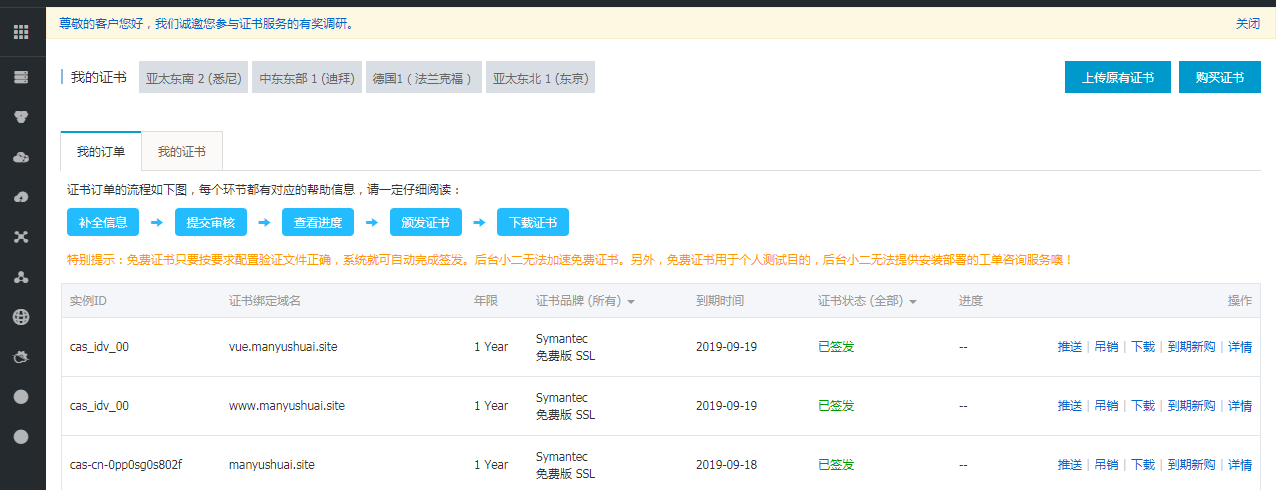 尊敬的客户您好，我们诚邀您参与证书服务的有奖调研。 关闭
我的证书 亚太东南 2 (悉尼) 中东东部 1 (迪拜) 德国1（法兰克福） 亚太东北 1 (东京) 上传原有证书 购买证书
我的订单 我的证书
证书订单的流程如下图，每个环节都有对应的帮助信息，请一定仔细阅读：
补全信息 提交审核 查看进度 颁发证书 下载证书
特别提示：免费证书只要按要求配置验证文件正确，系统就可自动完成签发。后台小二无法加速免费证书。另外，免费证书用于个人测试目的，后台小二无法提供安装部署的工单咨询服务噢！
实例ID 证书绑定域名 年限 证书品牌 (所有) 到期时间 证书状态 (全部) 进度 操作
cas_idv_00 vue.manyushuai.site 1 Year Symantec 免费版 SSL 2019-09-19 已签发 -- 推送 | 吊销 | 下载 | 到期新购 | 详情
cas_idv_00 www.manyushuai.site 1 Year Symantec 免费版 SSL 2019-09-19 已签发 -- 推送 | 吊销 | 下载 | 到期新购 | 详情
cas-cn-0pp0sg0s802f manyushuai.site 1 Year Symantec 免费版 SSL 2019-09-18 已签发 -- 推送 | 吊销 | 下载 | 到期新购 | 详情